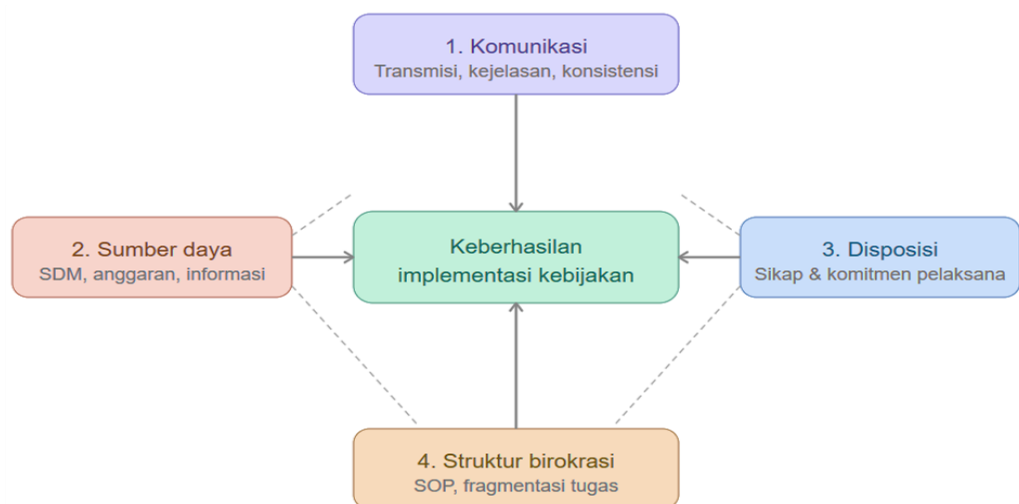 1. Komunikasi
Transmisi, kejelasan, konsistensi
2. Sumber daya
SDM, anggaran, informasi
Keberhasilan
implementasi kebijakan
3. Disposisi
Sikap & komitmen pelaksana
4. Struktur birokrasi
SOP, fragmentasi tugas